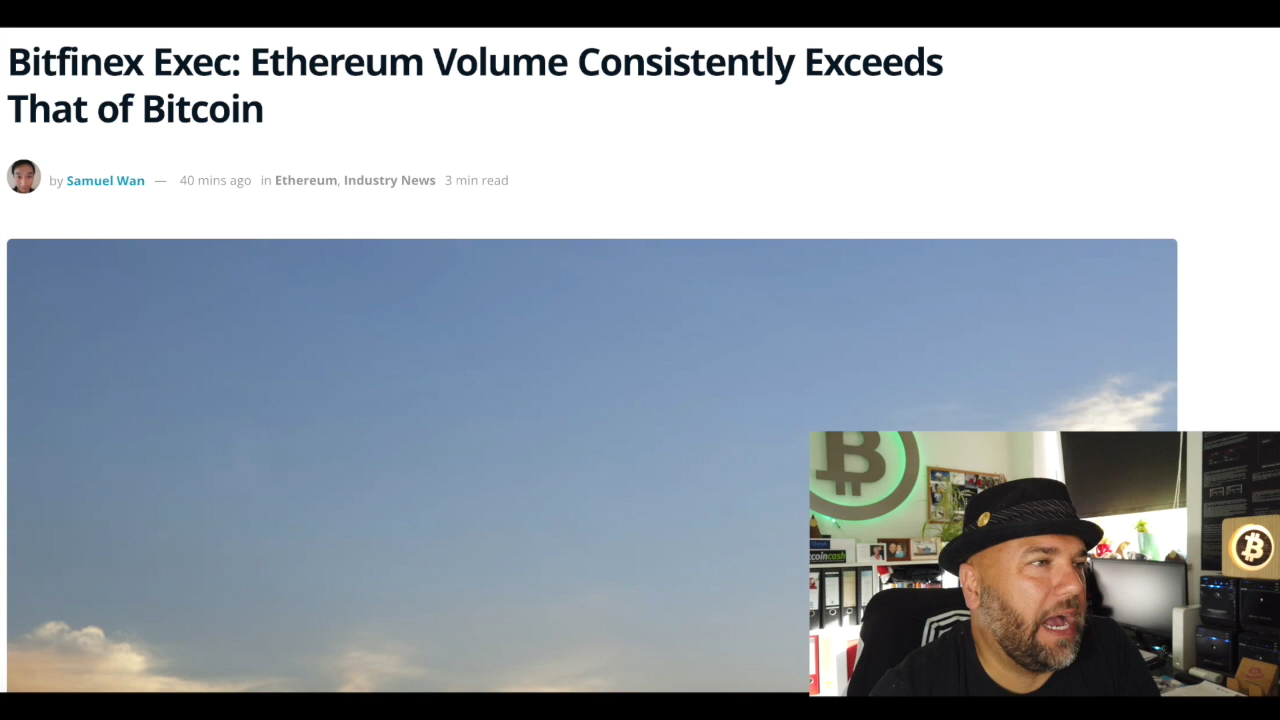 Bitfinex Exec: Ethereum Volume Consistently Exceeds
That of Bitcoin
by Samuel Wan — 40 mins ago in Ethereum, Industry News 3 min read
coincash